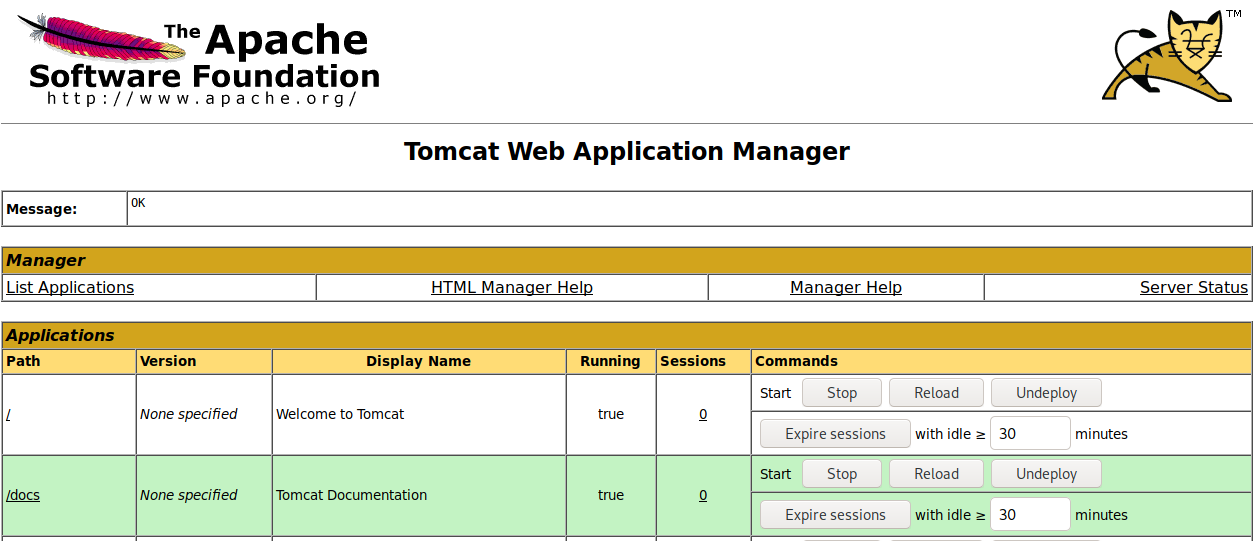 The Apache
Software Foundation
http://www.apache.org/
TM
Tomcat Web Application Manager
Message: OK
Manager
List Applications HTML Manager Help Manager Help Server Status
Applications
Path Version Display Name Running Sessions Commands
/ None specified Welcome to Tomcat true 0 Start Stop Reload Undeploy
Expire sessions with idle ≥ 30 minutes
/docs None specified Tomcat Documentation true 0 Start Stop Reload Undeploy
Expire sessions with idle ≥ 30 minutes